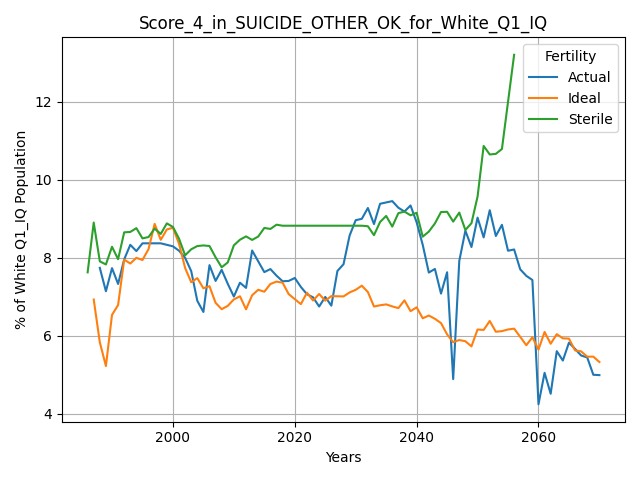 Score_4_in_SUICIDE_OTHER_OK_for_White_Q1_IQ
% of White Q1_IQ Population
12
10
8
6
4
2000
2020
2040
2060
Years
Fertility
Actual
Ideal
Sterile